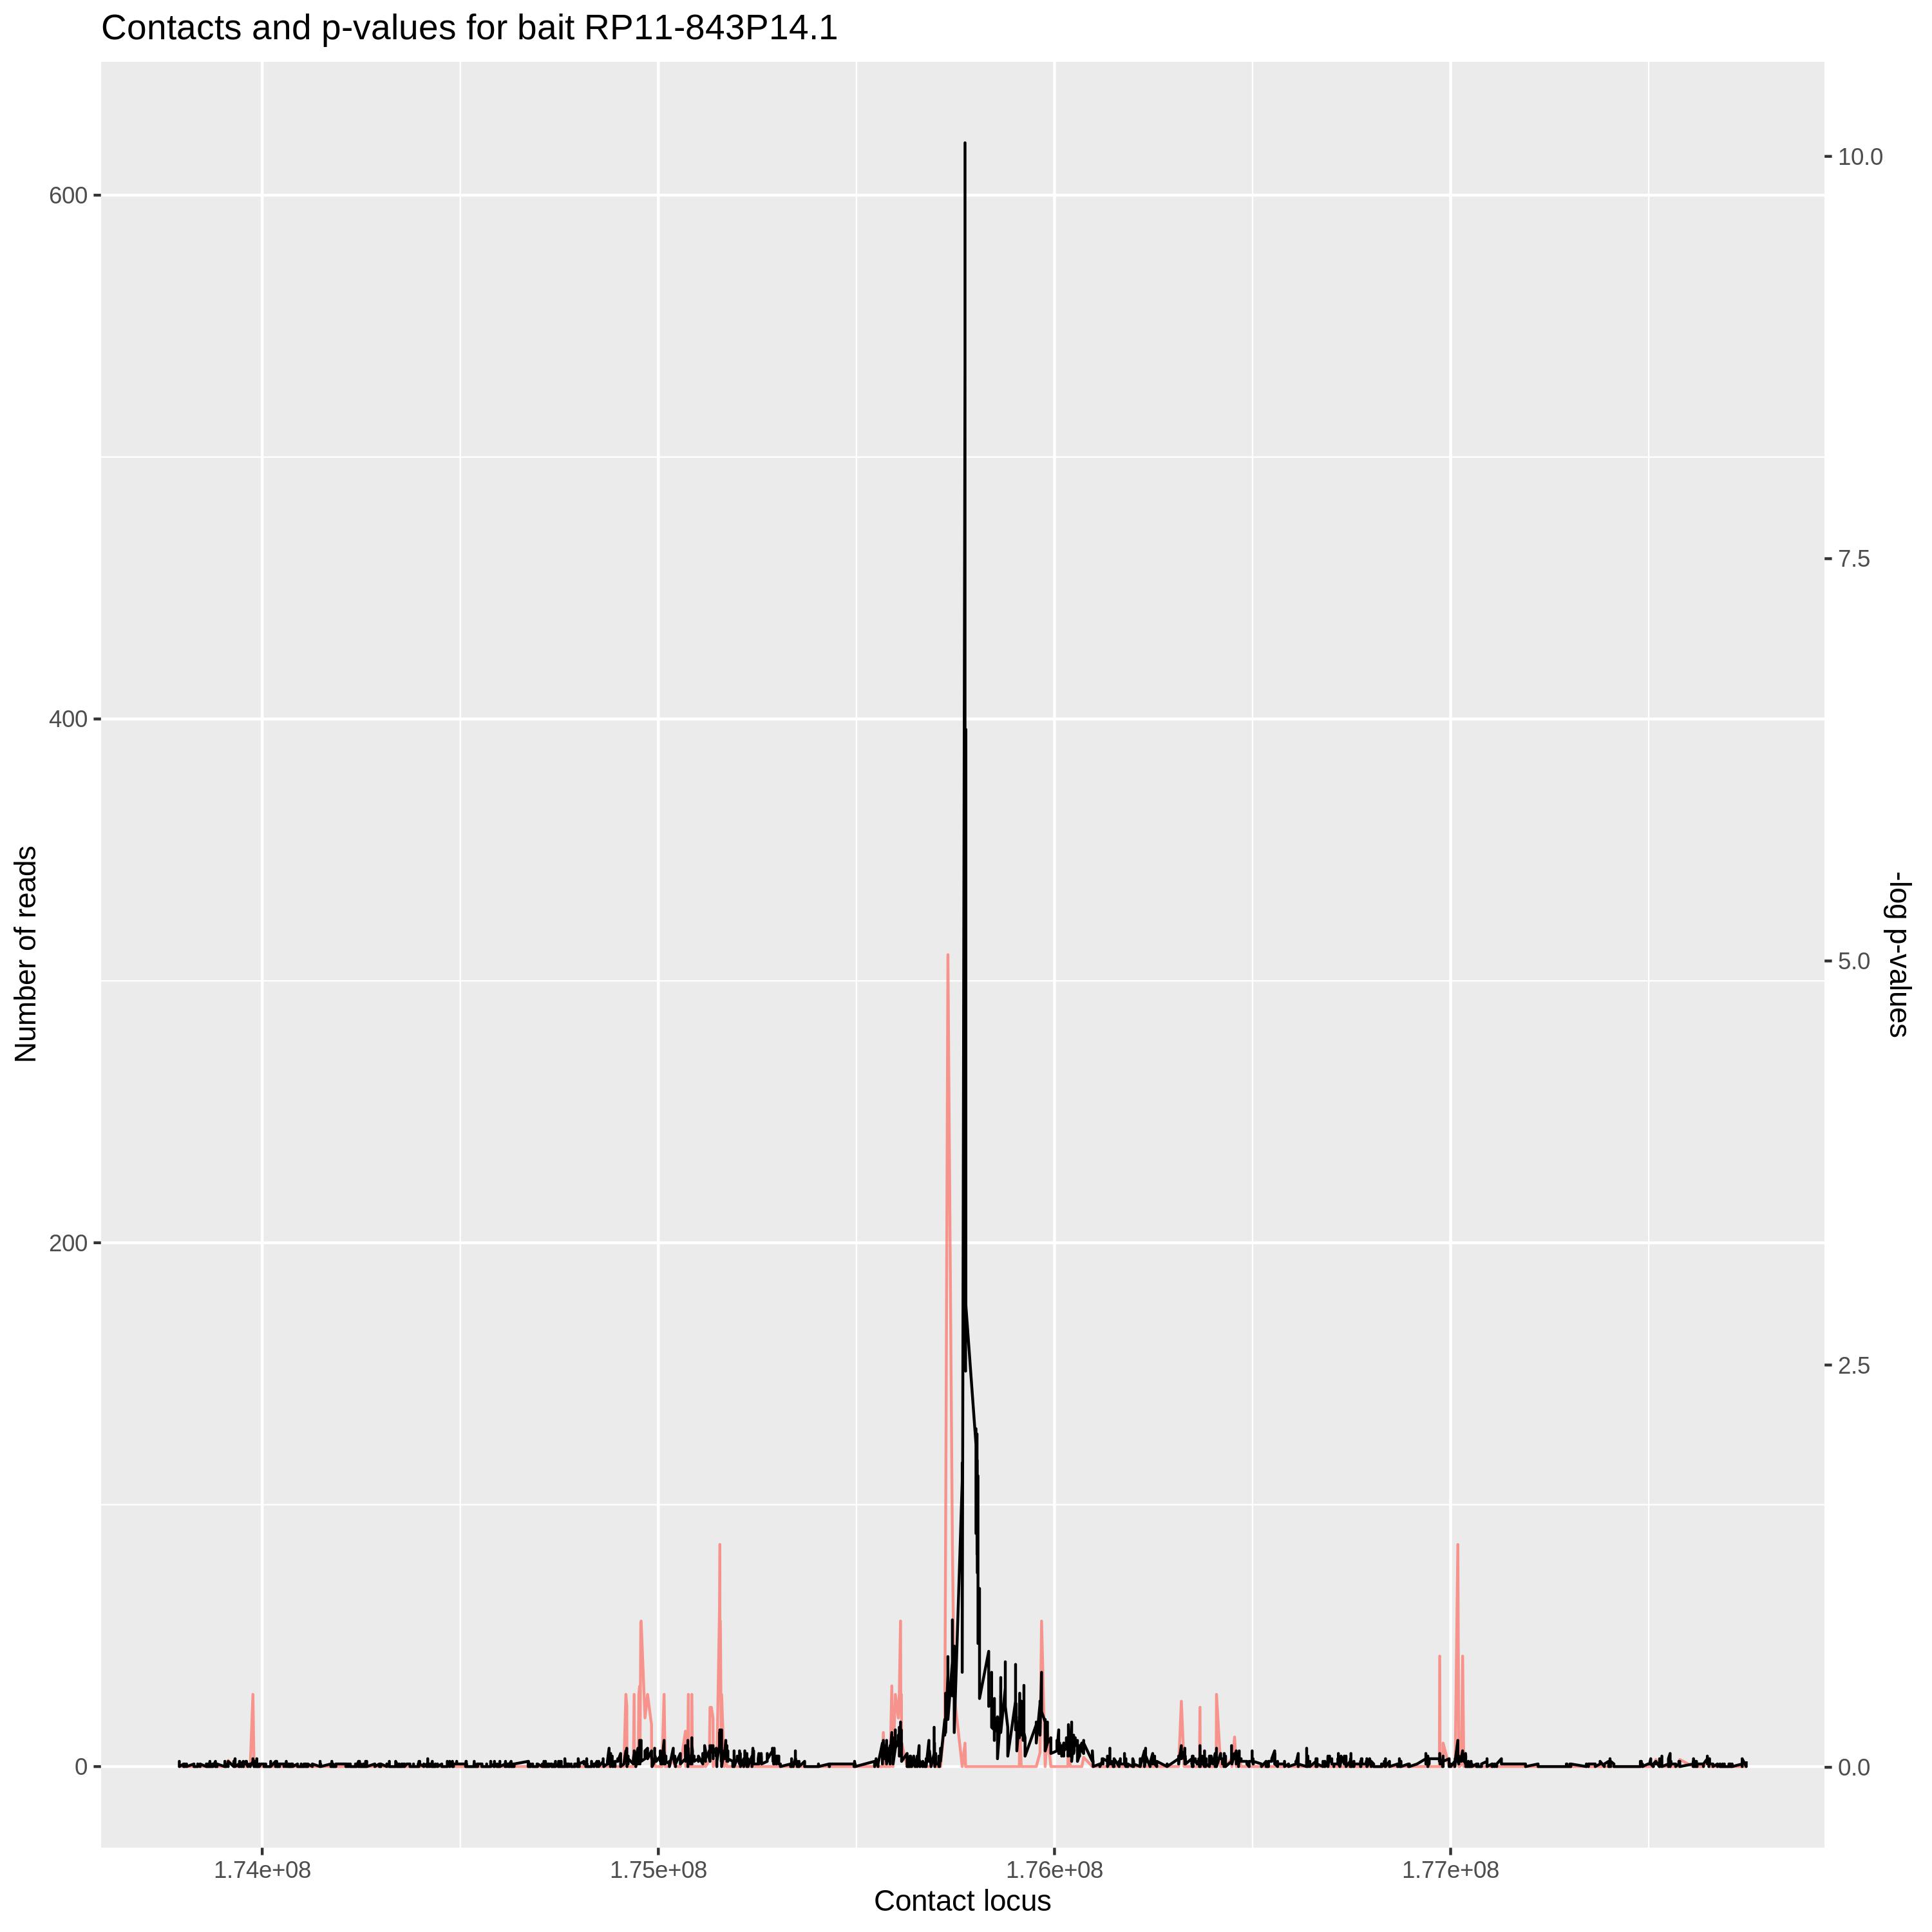 Contacts and p-values for bait RP11-843P14.1
Number of reads
600
400
200
0
10.0
7.5
5.0
2.5
0.0
-log p-values
1.74e+08 1.75e+08 1.76e+08 1.77e+08
Contact locus